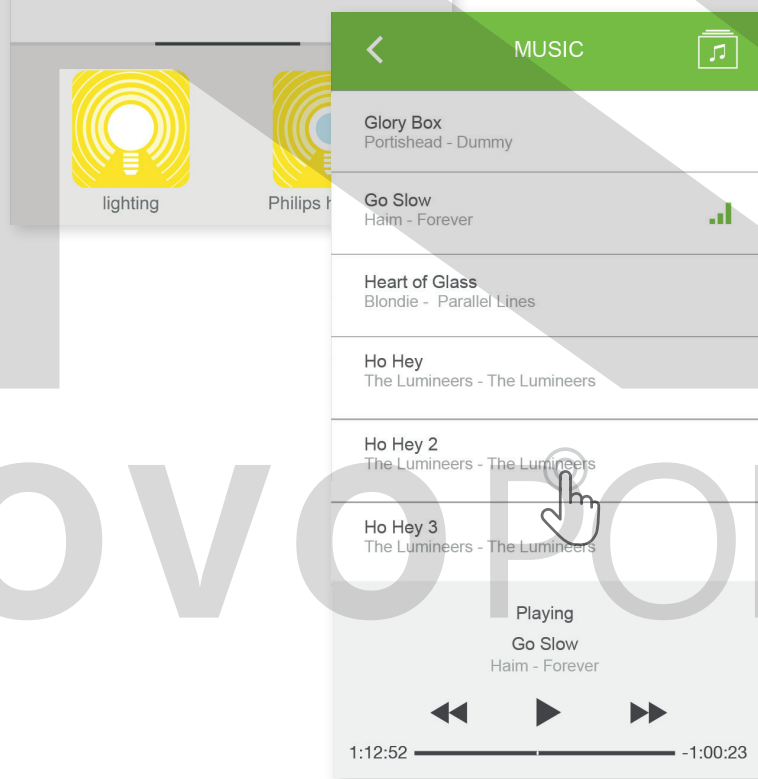 lighting
Philips h
MUSIC
Glory Box
Portishead - Dummy
Go Slow
Haim - Forever
Heart of Glass
Blondie - Parallel Lines
Ho Hey
The Lumineers - The Lumineers
Ho Hey 2
The Lumineers - The Lumineers
Ho Hey 3
The Lumineers - The Lumineers
OVOPO
Playing
Go Slow
Haim - Forever
1:12:52
-1:00:23